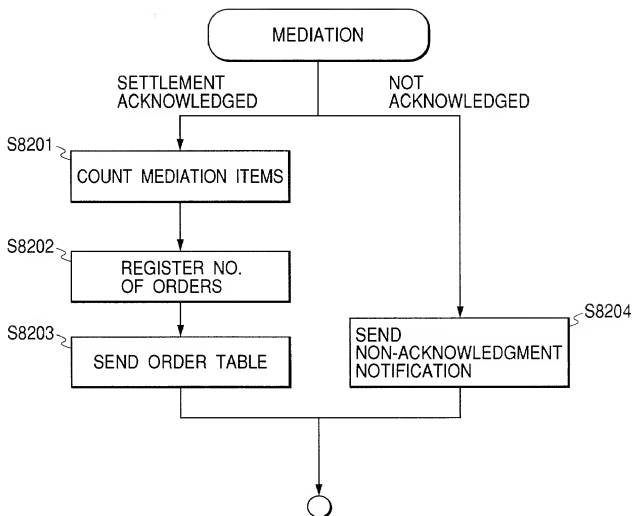 MEDIATION
SETTLEMENT
ACKNOWLEDGED
NOT
ACKNOWLEDGED
S8201
COUNT MEDIATION ITEMS
S8202
REGISTER NO.
OF ORDERS
S8203
SEND ORDER TABLE
S8204
SEND
NON-ACKNOWLEDGMENT
NOTIFICATION